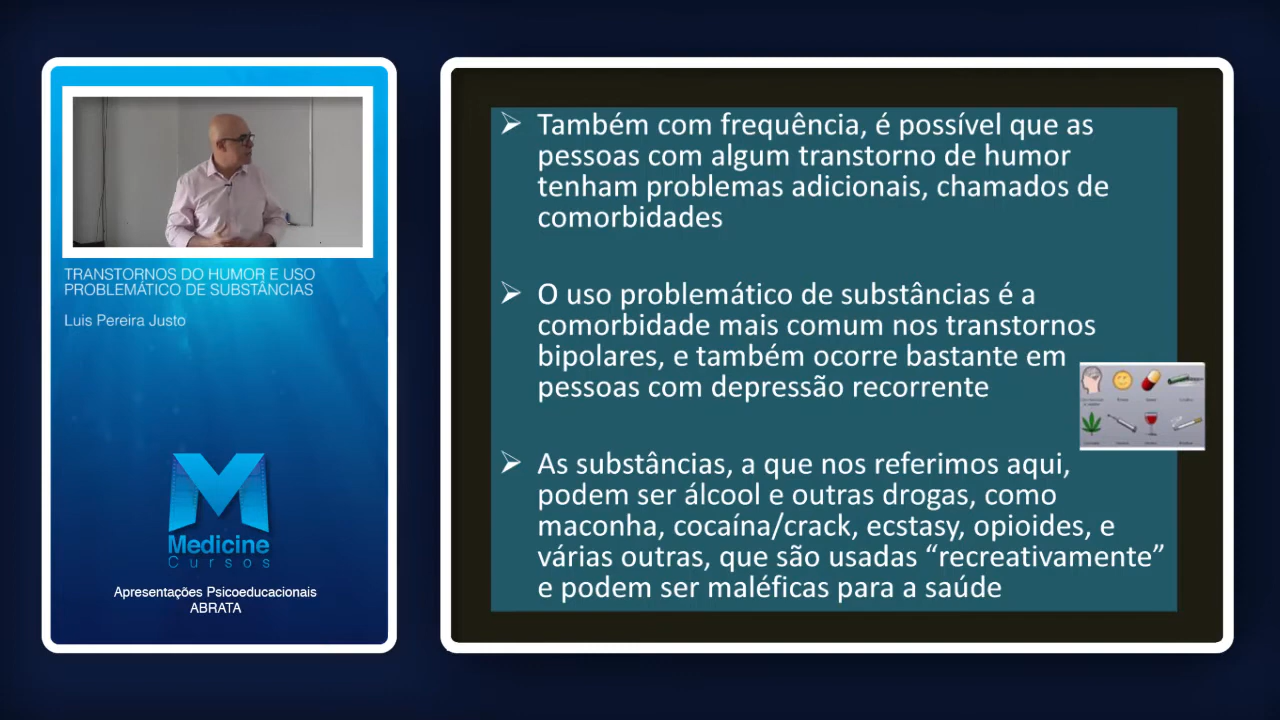 TRANSTORNOS DO HUMOR E USO
PROBLEMÁTICO DE SUBSTÂNCIAS
Luis Pereira Justo
Medicine
Cursos
Apresentações Psicoeducacionais
ABRATA
Também com frequência, é possível que as
pessoas com algum transtorno de humor
tenham problemas adicionais, chamados de
comorbidades
O uso problemático de substâncias é a
comorbidade mais comum nos transtornos
bipolares, e também ocorre bastante em
pessoas com depressão recorrente
As substâncias, a que nos referimos aqui,
podem ser álcool e outras drogas, como
maconha, cocaína/crack, ecstasy, opioides, e
várias outras, que são usadas “recreativamente”
e podem ser maléficas para a saúde